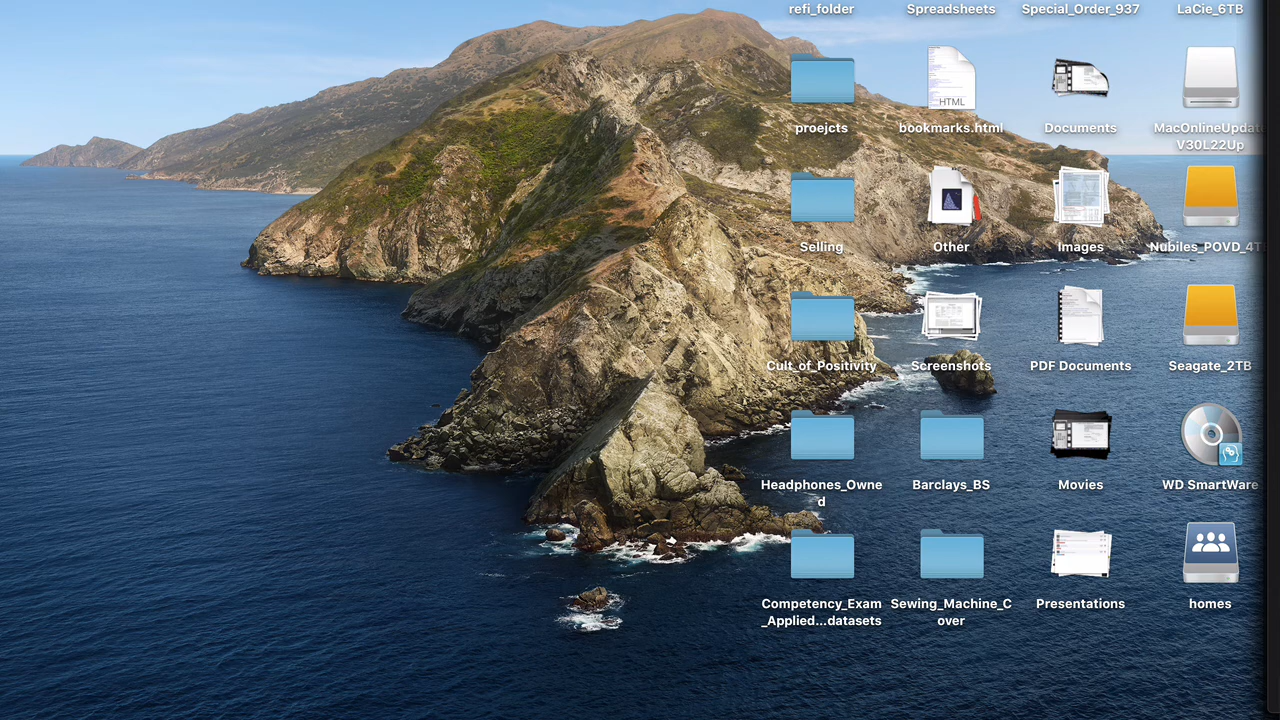 refi_folder
Spreadsheets
Special_Order_937
LaCie_6TB
HTML
proejcts
bookmarks.html
Documents
MacOnlineUpdat
V30L22Up
Selling
Other
Images
Nubiles_POVD_4T
Cult_of_Positivity
Screenshots
PDF Documents
Seagate_2TB
Headphones_Owne
d
Barclays_BS
Movies
WD SmartWare
Competency_Exam
_Applied...datasets
Sewing_Machine_C
over
Presentations
homes